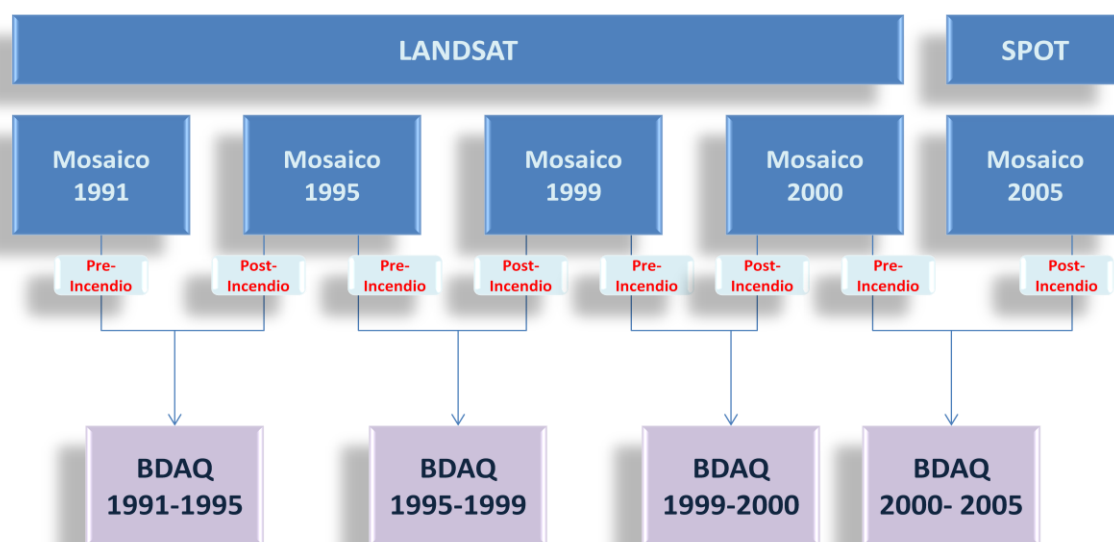 LANDSAT
SPOT
Mosaico
1991
Mosaico
1995
Mosaico
1999
Mosaico
2000
Mosaico
2005
Pre-
Incendio
Post-
Incendio
Pre-
Incendio
Post-
Incendio
Pre-
Incendio
Post-
Incendio
Pre-
Incendio
Post-
Incendio
BDAQ
1991-1995
BDAQ
1995-1999
BDAQ
1999-2000
BDAQ
2000- 2005